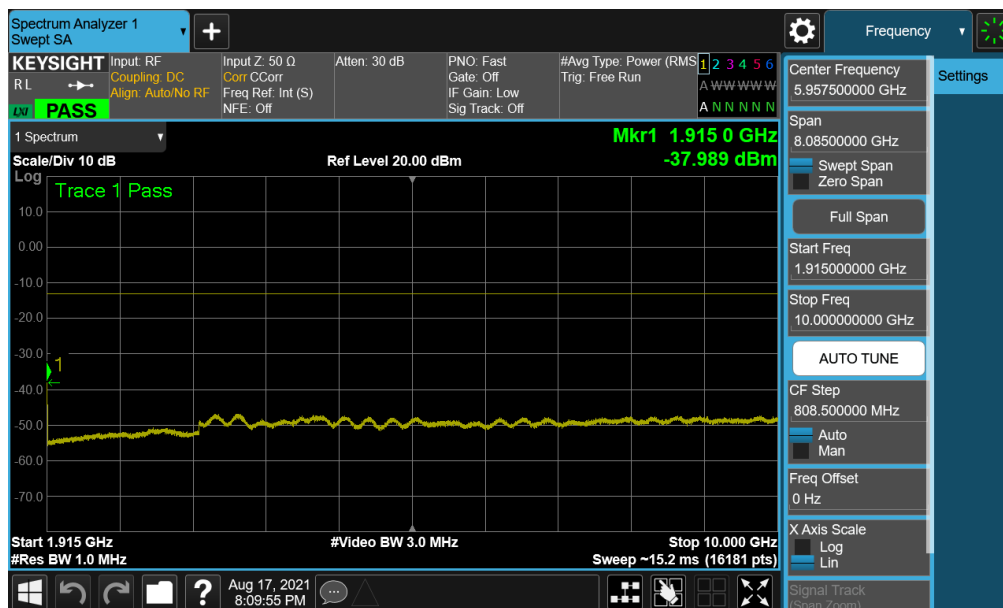 Spectrum Analyzer 1
Swept SA
+
Frequency
KEYSIGHT
R L
LXI
PASS
Input: RF
Coupling: DC
Align: Auto/No RF
Input Z: 50 Ω
Corr CCorr
Freq Ref: Int (S)
NFE: Off
Atten: 30 dB
PNO: Fast
Gate: Off
IF Gain: Low
Sig Track: Off
#Avg Type: Power (RMS
Trig: Free Run
1 2 3 4 5 6
A W W W W W
A N N N N N
1 Spectrum
Scale/Div 10 dB
Ref Level 20.00 dBm
Mkr1 1.915 0 GHz
-37.989 dBm
Log
Trace 1 Pass
10.0
0.00
-10.0
-20.0
-30.0
1
-40.0
-50.0
-60.0
-70.0
Start 1.915 GHz
#Video BW 3.0 MHz
Stop 10.000 GHz
#Res BW 1.0 MHz
Sweep ~15.2 ms (16181 pts)
Aug 17, 2021
8:09:55 PM
?
Center Frequency
5.957500000 GHz
Settings
Span
8.08500000 GHz
Swept Span
Zero Span
Full Span
Start Freq
1.915000000 GHz
Stop Freq
10.000000000 GHz
AUTO TUNE
CF Step
808.500000 MHz
Auto
Man
Freq Offset
0 Hz
X Axis Scale
Log
Lin
Signal Track
(Span Zoom)